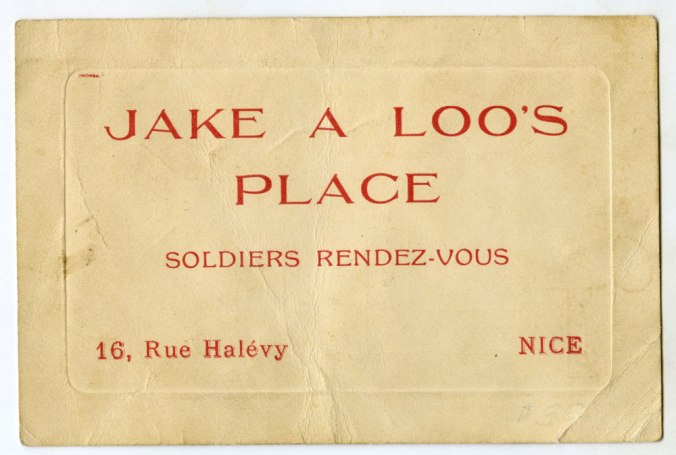 JAKE A LOO'S
PLACE
SOLDIERS RENDEZ-VOUS
16, Rue Halévy NICE